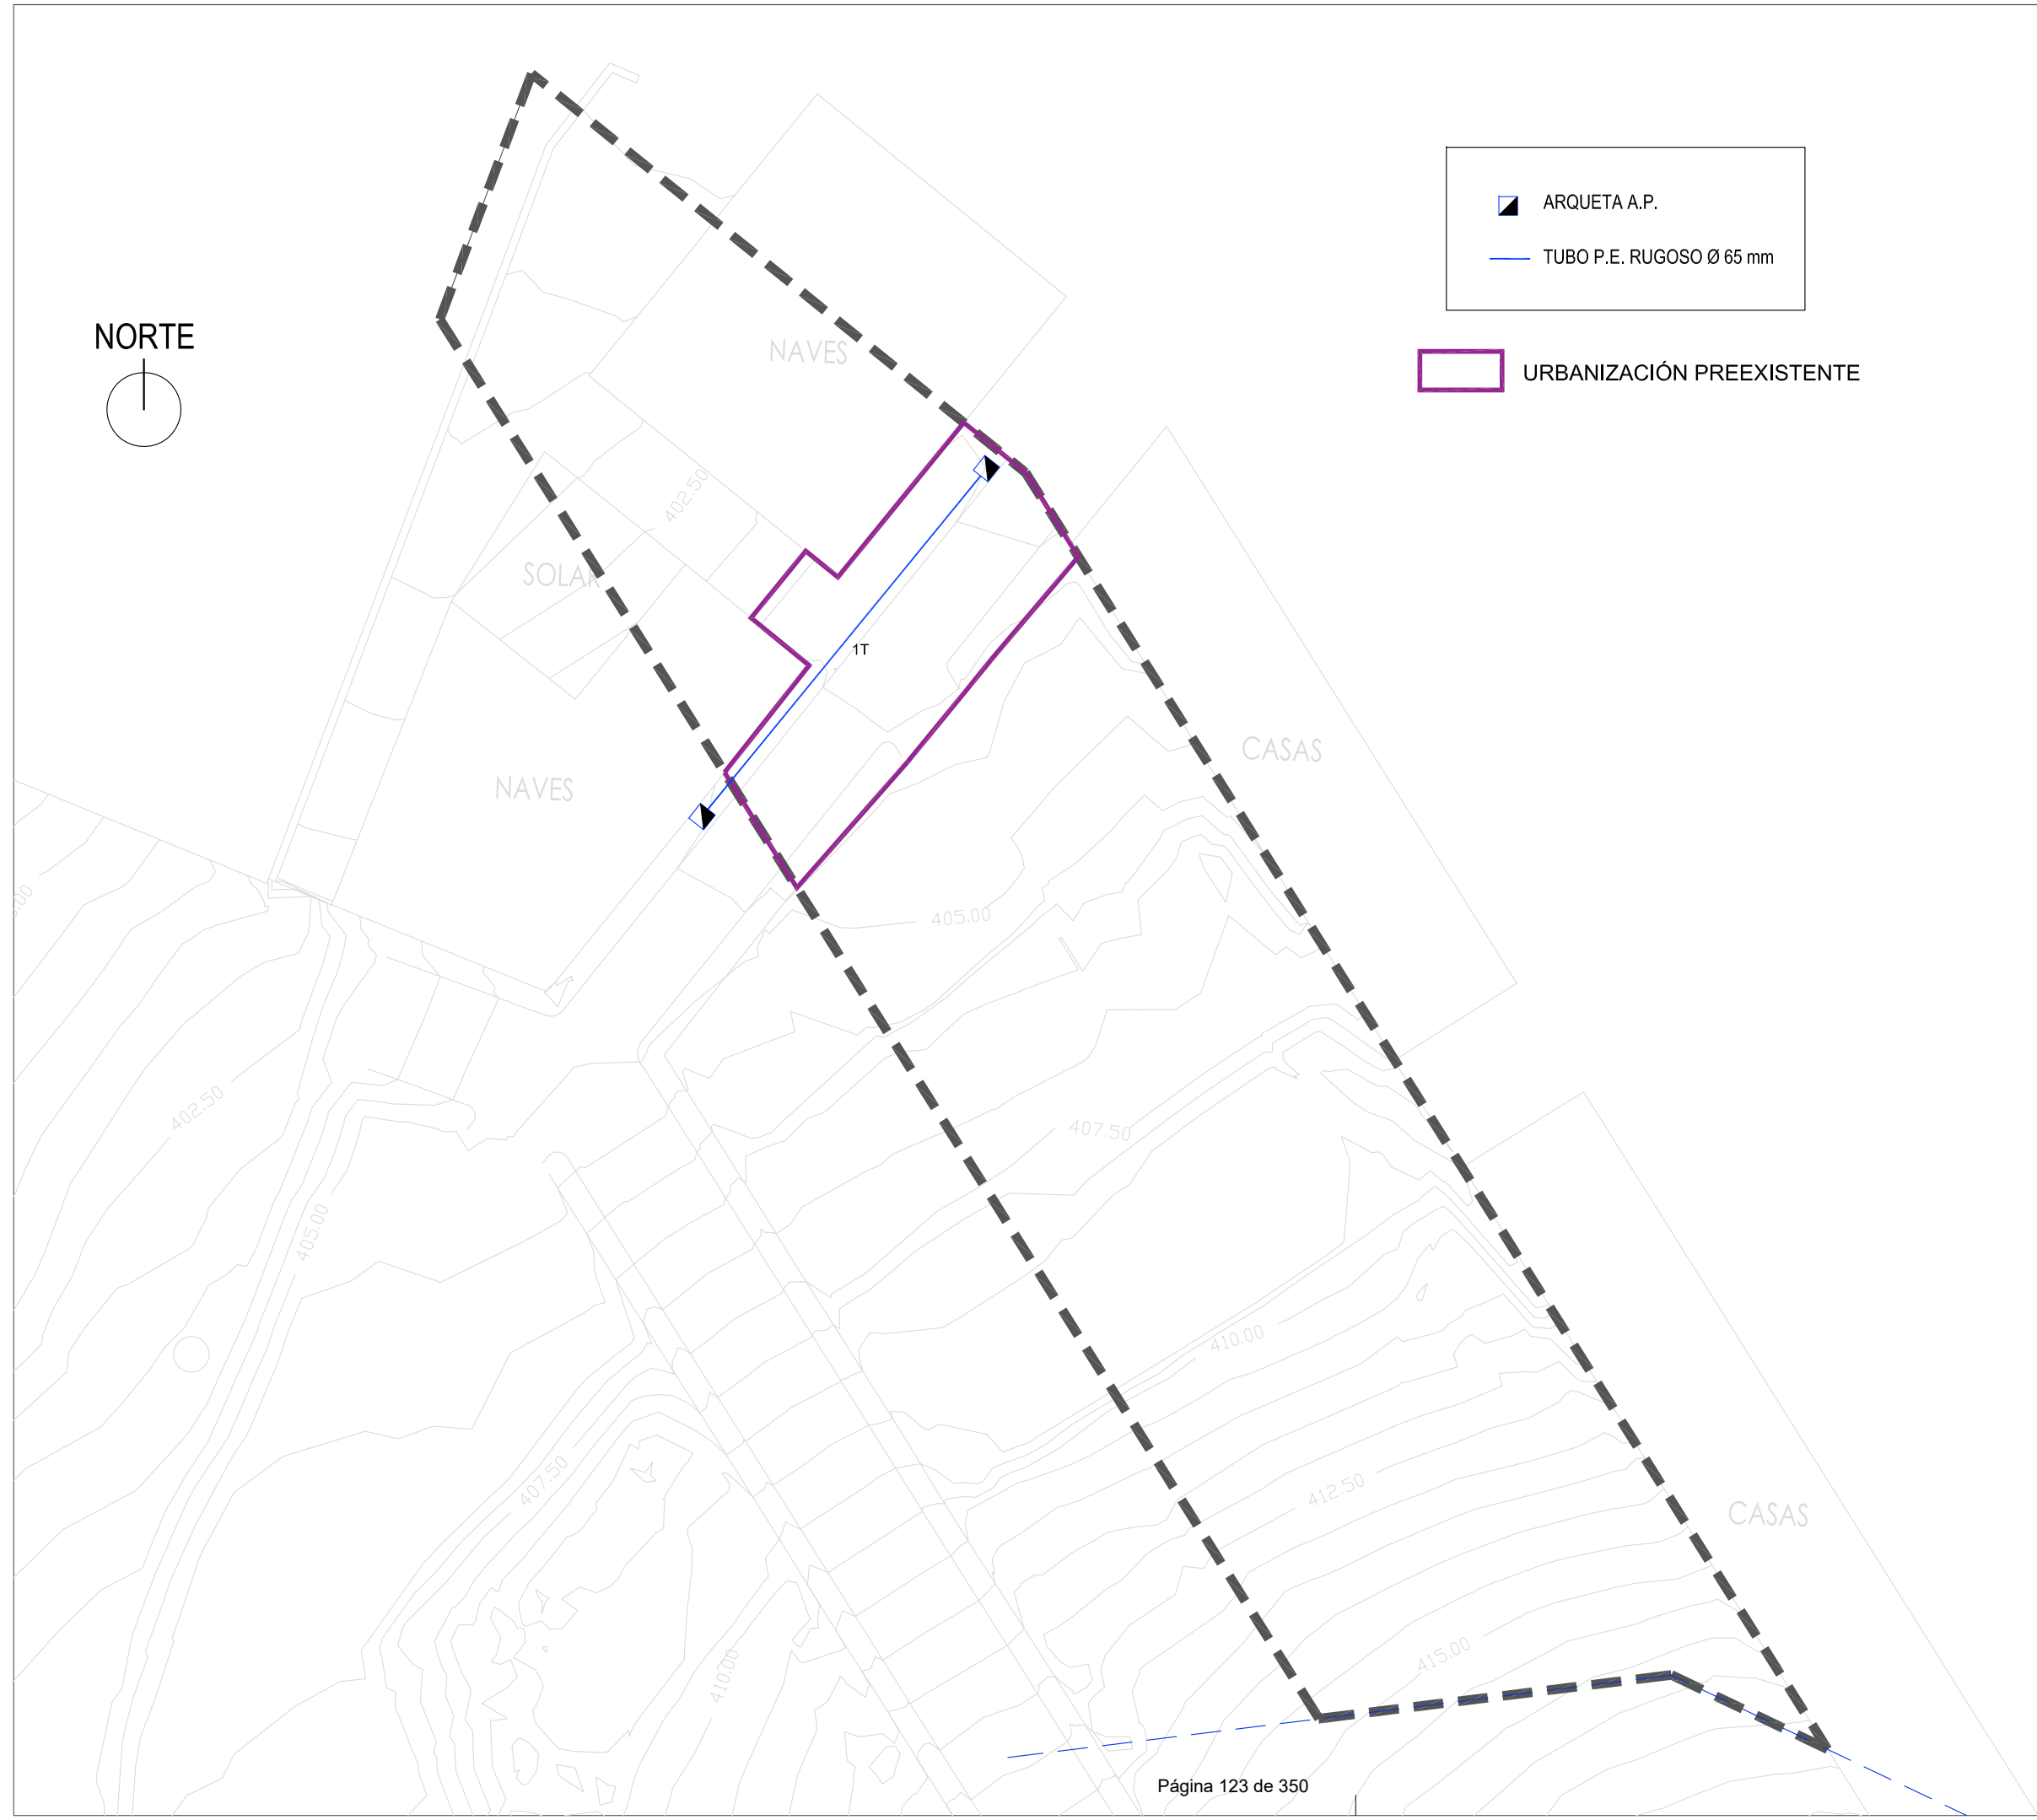 ARQUETA A.P.
TUBO P.E. RUGOSO Ø 65 mm
NORTE
URBANIZACIÓN PREEXISTENTE
NAVES
402.50
SOLAR
1T
CASAS
NAVES
405.00
402.50
407.50
405.00
410.00
407.50
412.50
CASAS
415.00
410.00
Página 123 de 350